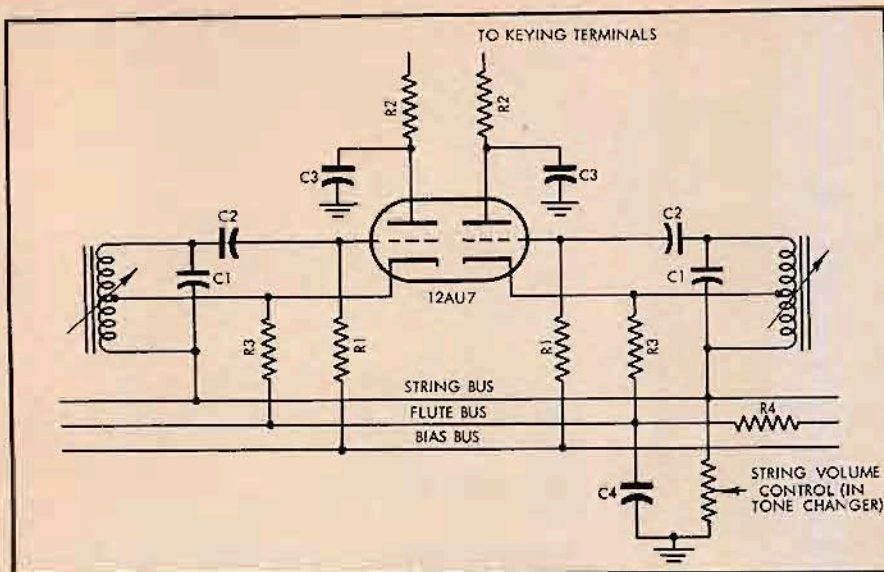 TO KEYING TERMINALS
R2
R2
C3
C3
C2
C2
C1
C1
12AU7
R3
R1
R1
R3
STRING BUS
FLUTE BUS
R4
BIAS BUS
C4
STRING VOLUME
CONTROL (IN
TONE CHANGER)